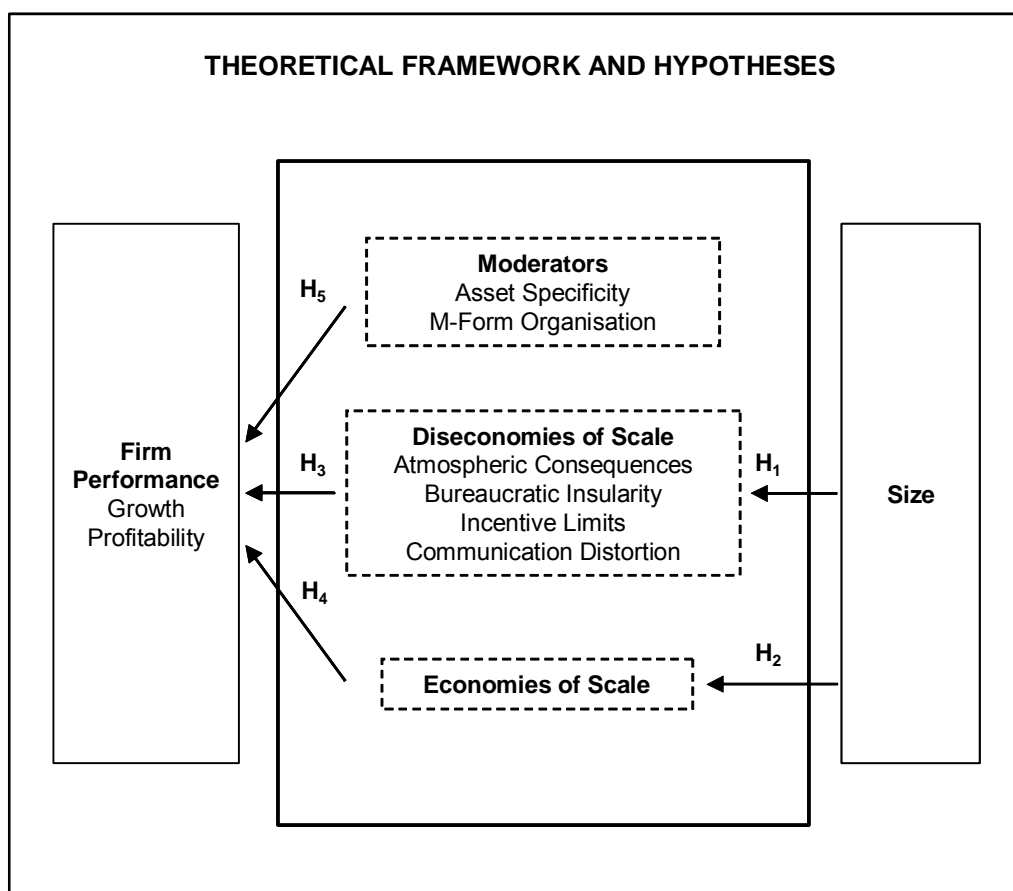 THEORETICAL FRAMEWORK AND HYPOTHESES
Moderators
Asset Specificity
M-Form Organisation
H5
Firm
Performance
Growth
Profitability
H3
Diseconomies of Scale
Atmospheric Consequences
Bureaucratic Insularity
Incentive Limits
Communication Distortion
H1
Size
H4
Economies of Scale
H2